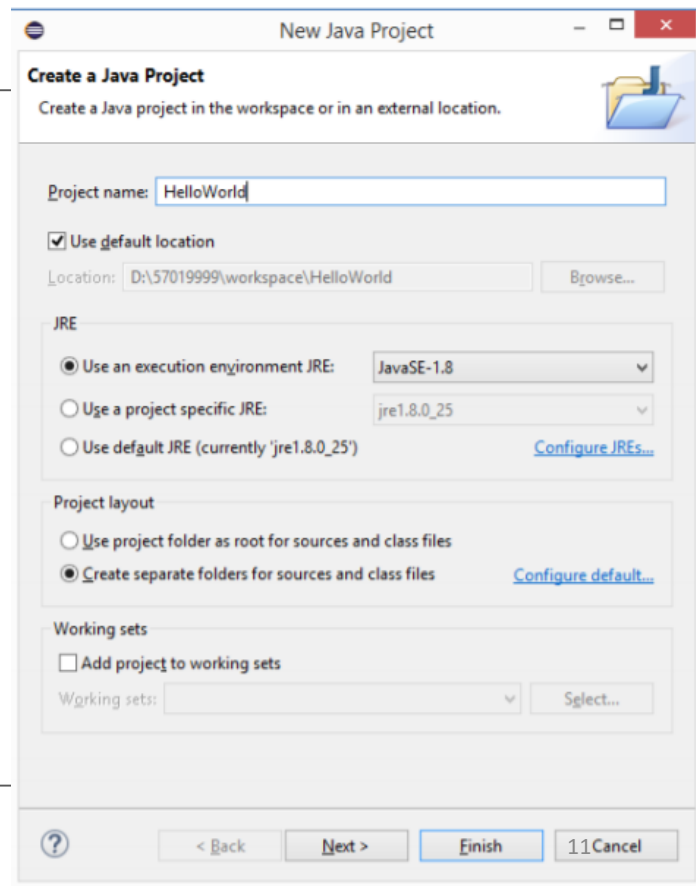 New Java Project
Create a Java Project
Create a Java project in the workspace or in an external location.
Project name: HelloWorld
Use default location
Location: D:\57019999\workspace\HelloWorld Browse...
JRE
Use an execution environment JRE: JavaSE-1.8
Use a project specific JRE: jre1.8.0_25
Use default JRE (currently 'jre1.8.0_25') Configure JREs...
Project layout
Use project folder as root for sources and class files
Create separate folders for sources and class files Configure default...
Working sets
Add project to working sets
Working sets: Select...
? < Back Next > Finish 11Cancel